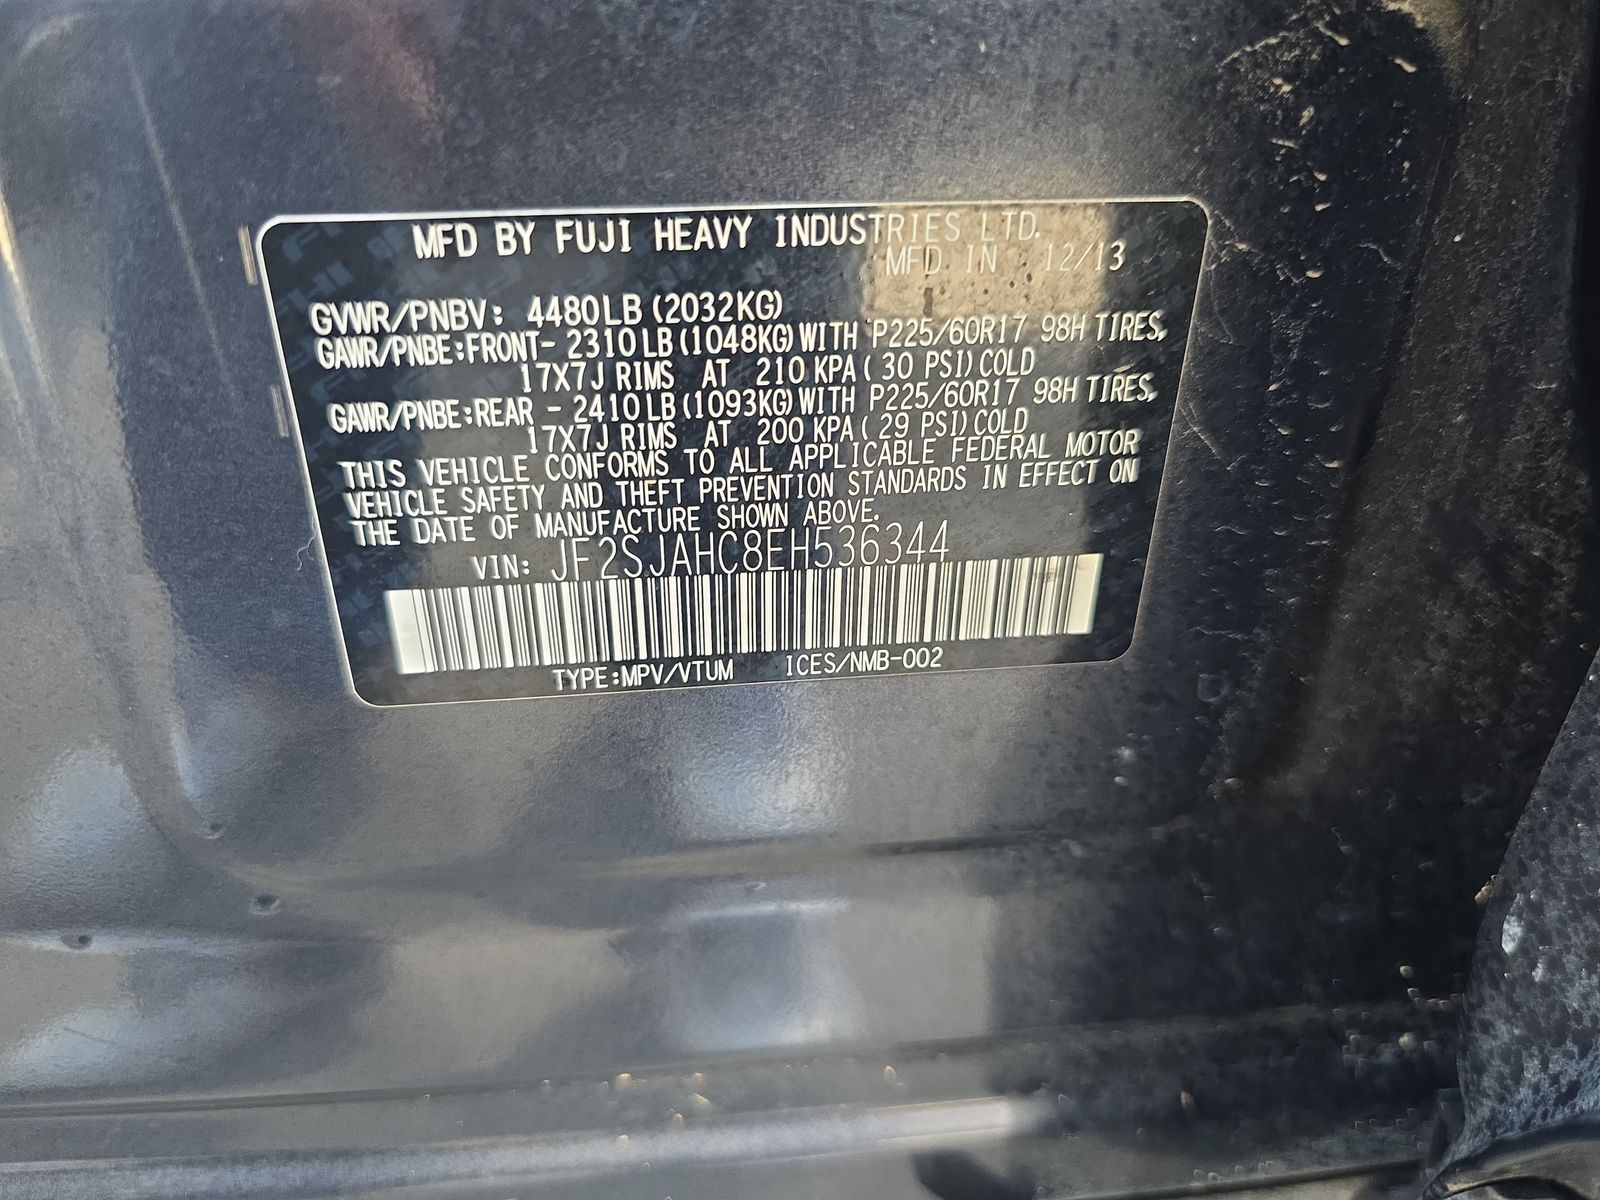 MFD BY FUJI HEAVY INDUSTRIES LTD.
MFD IN 12/13
GVWR/PNBV: 4480LB (2032KG)
GAWR/PNBE:FRONT- 2310LB(1048KG)WITH P225/60R17 98H TIRES,
17X7J RIMS AT 210 KPA( 30 PSI)COLD
GAWR/PNBE:REAR - 2410LB(1093KG)WITH P225/60R17 98H TIRES,
17X7J RIMS AT 200 KPA( 29 PSI)COLD
THIS VEHICLE CONFORMS TO ALL APPLICABLE FEDERAL MOTOR
VEHICLE SAFETY AND THEFT PREVENTION STANDARDS IN EFFECT ON
THE DATE OF MANUFACTURE SHOWN ABOVE.
VIN: JF2SJAHC8EH536344
TYPE:MPV/VTUM ICES/NMB-002